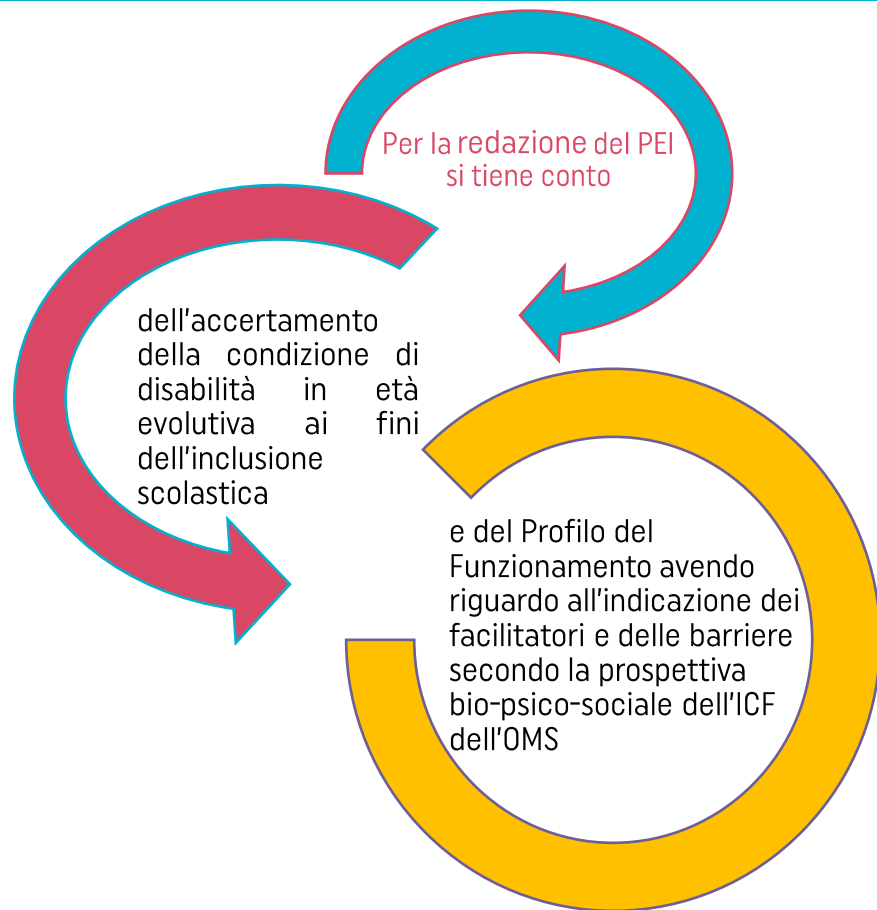 Per la redazione del PEI
si tiene conto
dell'accertamento
della condizione di
disabilità in età
evolutiva ai fini
dell'inclusione
scolastica
e del Profilo del
Funzionamento avendo
riguardo all'indicazione dei
facilitatori e delle barriere
secondo la prospettiva
bio-psico-sociale dell'ICF
dell'OMS